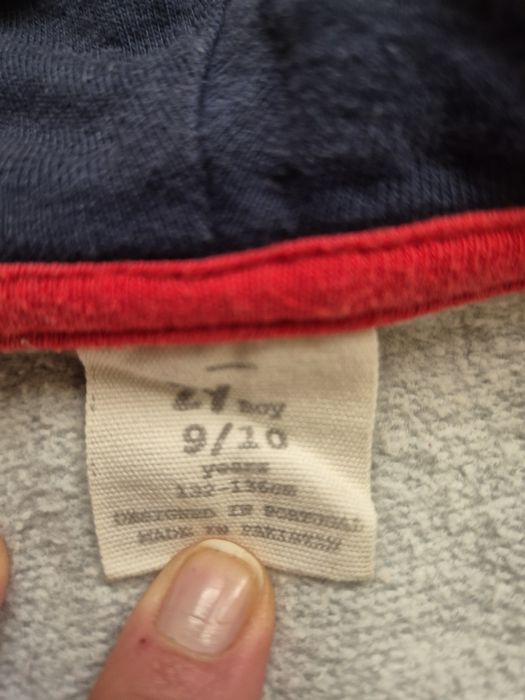 Boy
9/10
years
132-136cm
DESIGNED IN PORTUGAL
MADE IN PAKISTAN